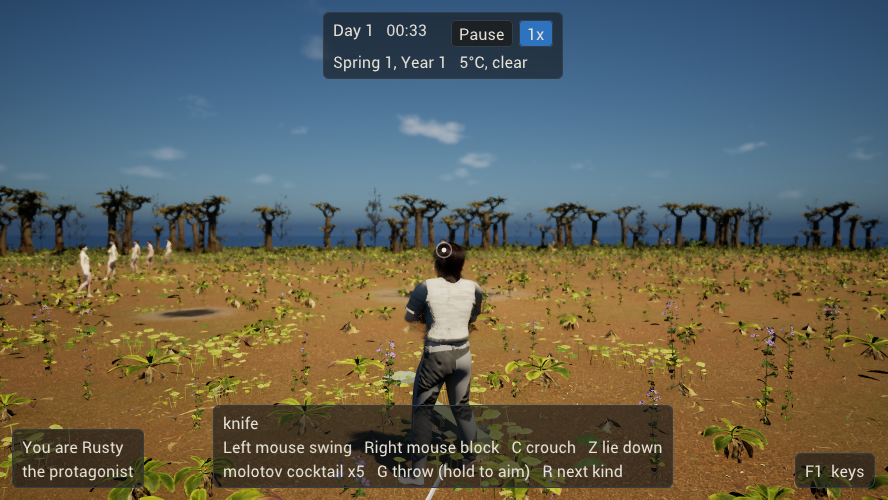 Day 1 00:33 Pause 1x
Spring 1, Year 1 5°C, clear
knife
Left mouse swing Right mouse block C crouch Z lie down
molotov cocktail x5 G throw (hold to aim) R next kind
You are Rusty
the protagonist
F1 keys